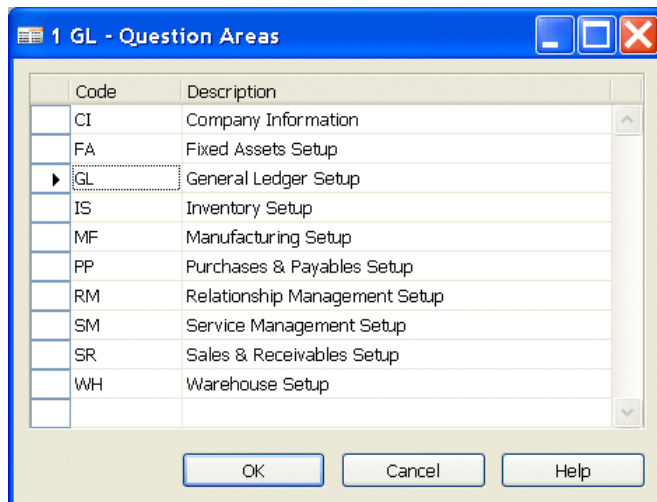 1 GL - Question Areas
Code Description
CI Company Information
FA Fixed Assets Setup
GL General Ledger Setup
IS Inventory Setup
MF Manufacturing Setup
PP Purchases & Payables Setup
RM Relationship Management Setup
SM Service Management Setup
SR Sales & Receivables Setup
WH Warehouse Setup
OK Cancel Help